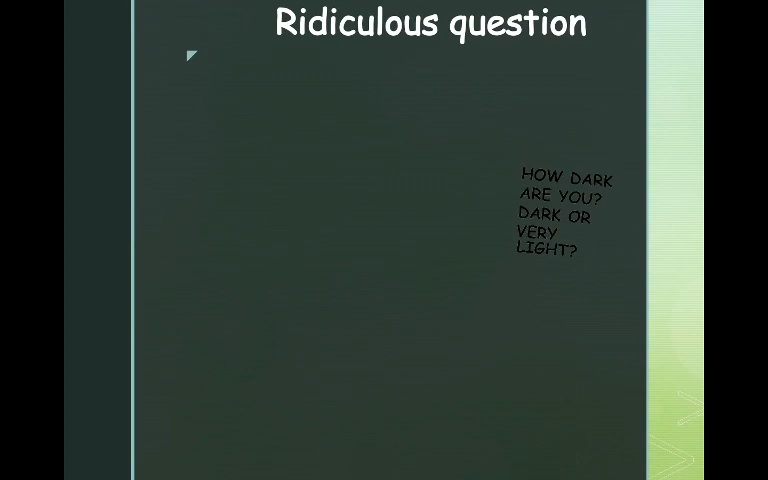 Ridiculous question
HOW DARK
ARE YOU?
DARK OR
VERY
LIGHT?